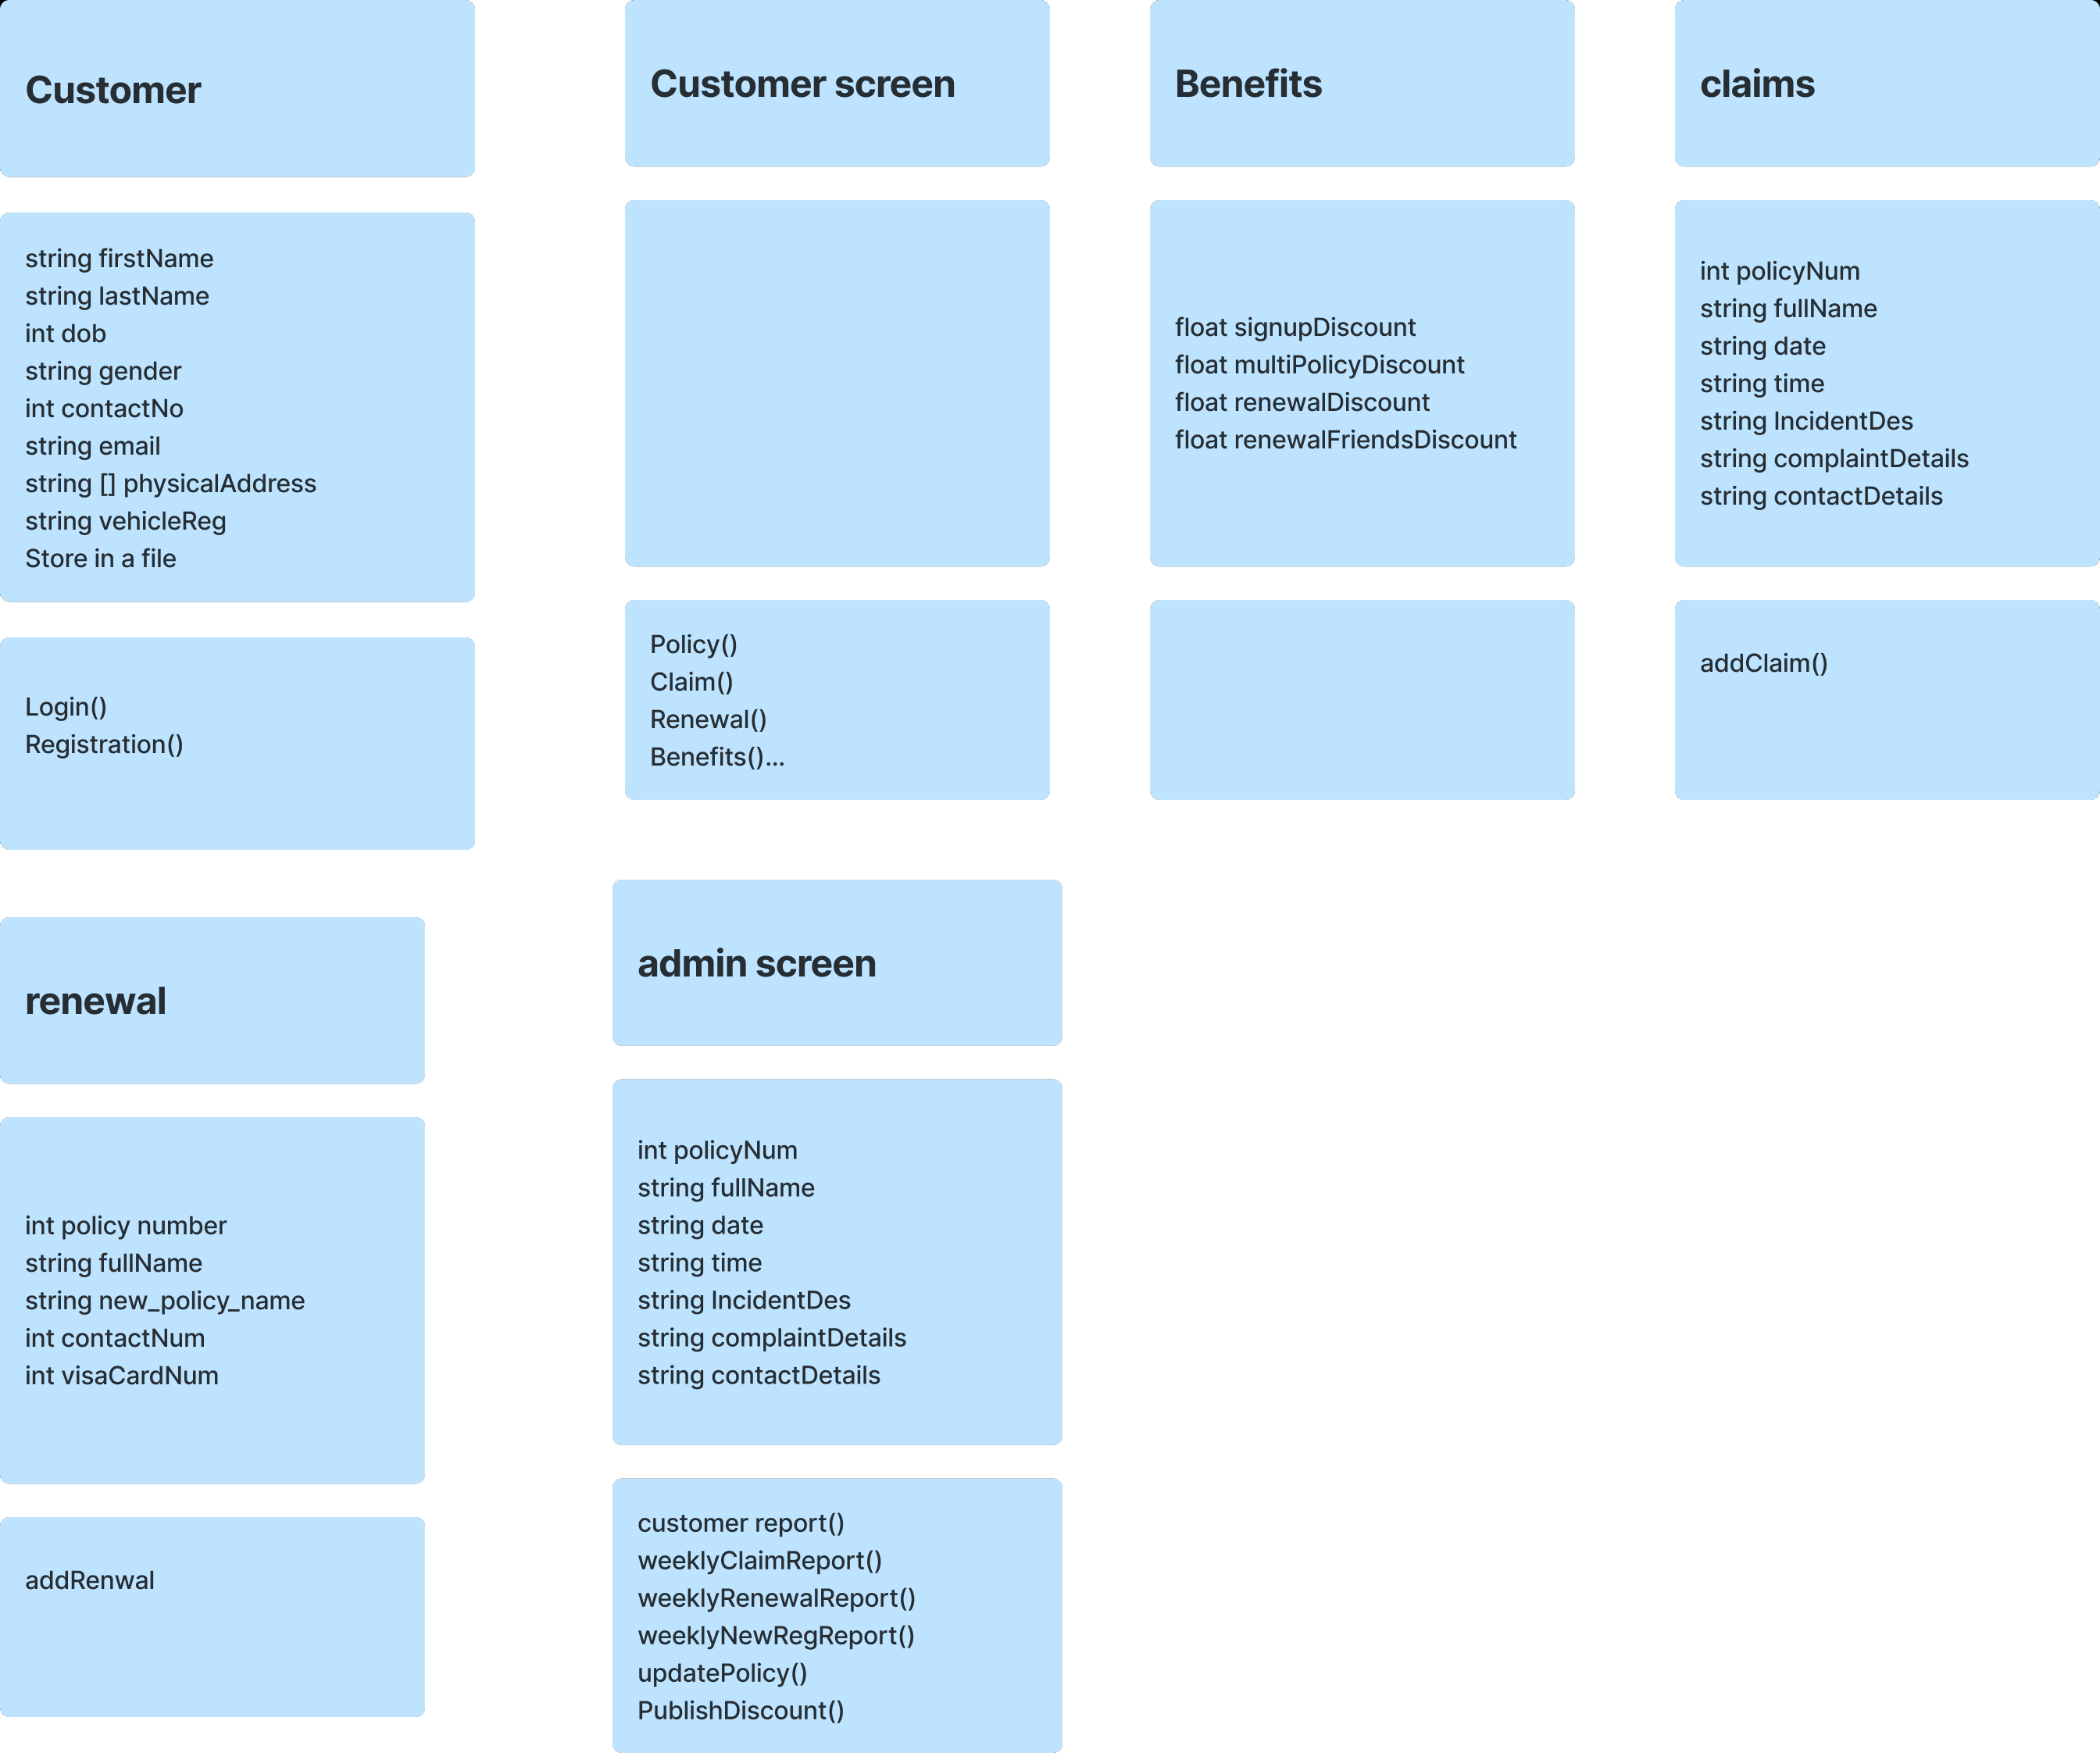 Customer
string firstName
string lastName
int dob
string gender
int contactNo
string email
string [] physicalAddress
string vehicleReg
Store in a file
Login()
Registration()
Customer screen
Policy()
Claim()
Renewal()
Benefits()...
Benefits
float signupDiscount
float multiPolicyDiscount
float renewalDiscount
float renewalFriendsDiscount
claims
int policyNum
string fullName
string date
string time
string IncidentDes
string complaintDetails
string contactDetails
addClaim()
renewal
int policy number
string fullName
string new_policy_name
int contactNum
int visaCardNum
addRenwal
admin screen
int policyNum
string fullName
string date
string time
string IncidentDes
string complaintDetails
string contactDetails
customer report()
weeklyClaimReport()
weeklyRenewalReport()
weeklyNewRegReport()
updatePolicy()
PublishDiscount()